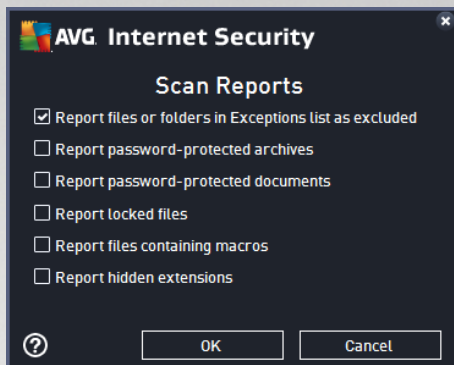 AVG. Internet Security
Scan Reports
Report files or folders in Exceptions list as excluded
Report password-protected archives
Report password-protected documents
Report locked files
Report files containing macros
Report hidden extensions
? OK Cancel